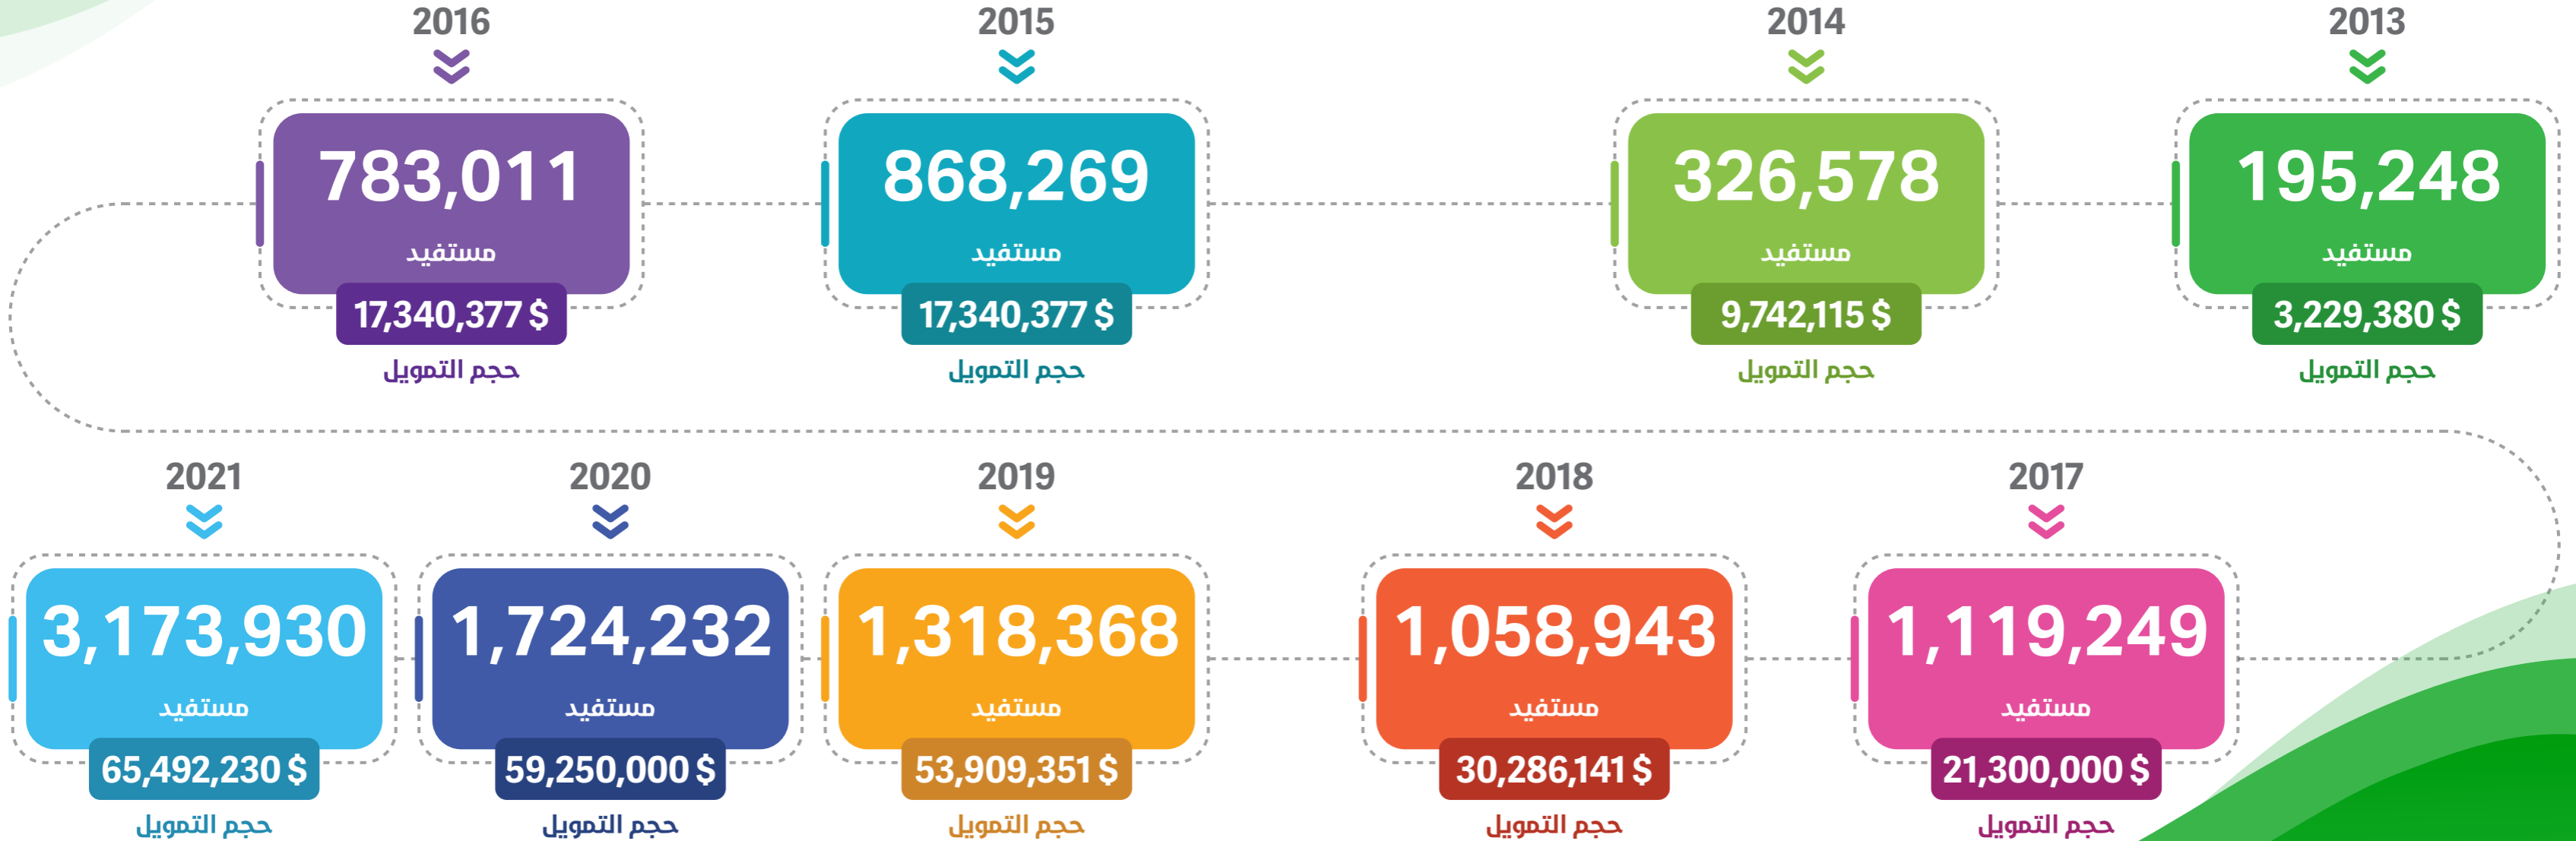 2013
195,248
مستفيد
3,229,380 $
حجم التمويل
2014
326,578
مستفيد
9,742,115 $
حجم التمويل
2015
868,269
مستفيد
17,340,377 $
حجم التمويل
2016
783,011
مستفيد
17,340,377 $
حجم التمويل
2017
1,119,249
مستفيد
21,300,000 $
حجم التمويل
2018
1,058,943
مستفيد
30,286,141 $
حجم التمويل
2019
1,318,368
مستفيد
53,909,351 $
حجم التمويل
2020
1,724,232
مستفيد
59,250,000 $
حجم التمويل
2021
3,173,930
مستفيد
65,492,230 $
حجم التمويل